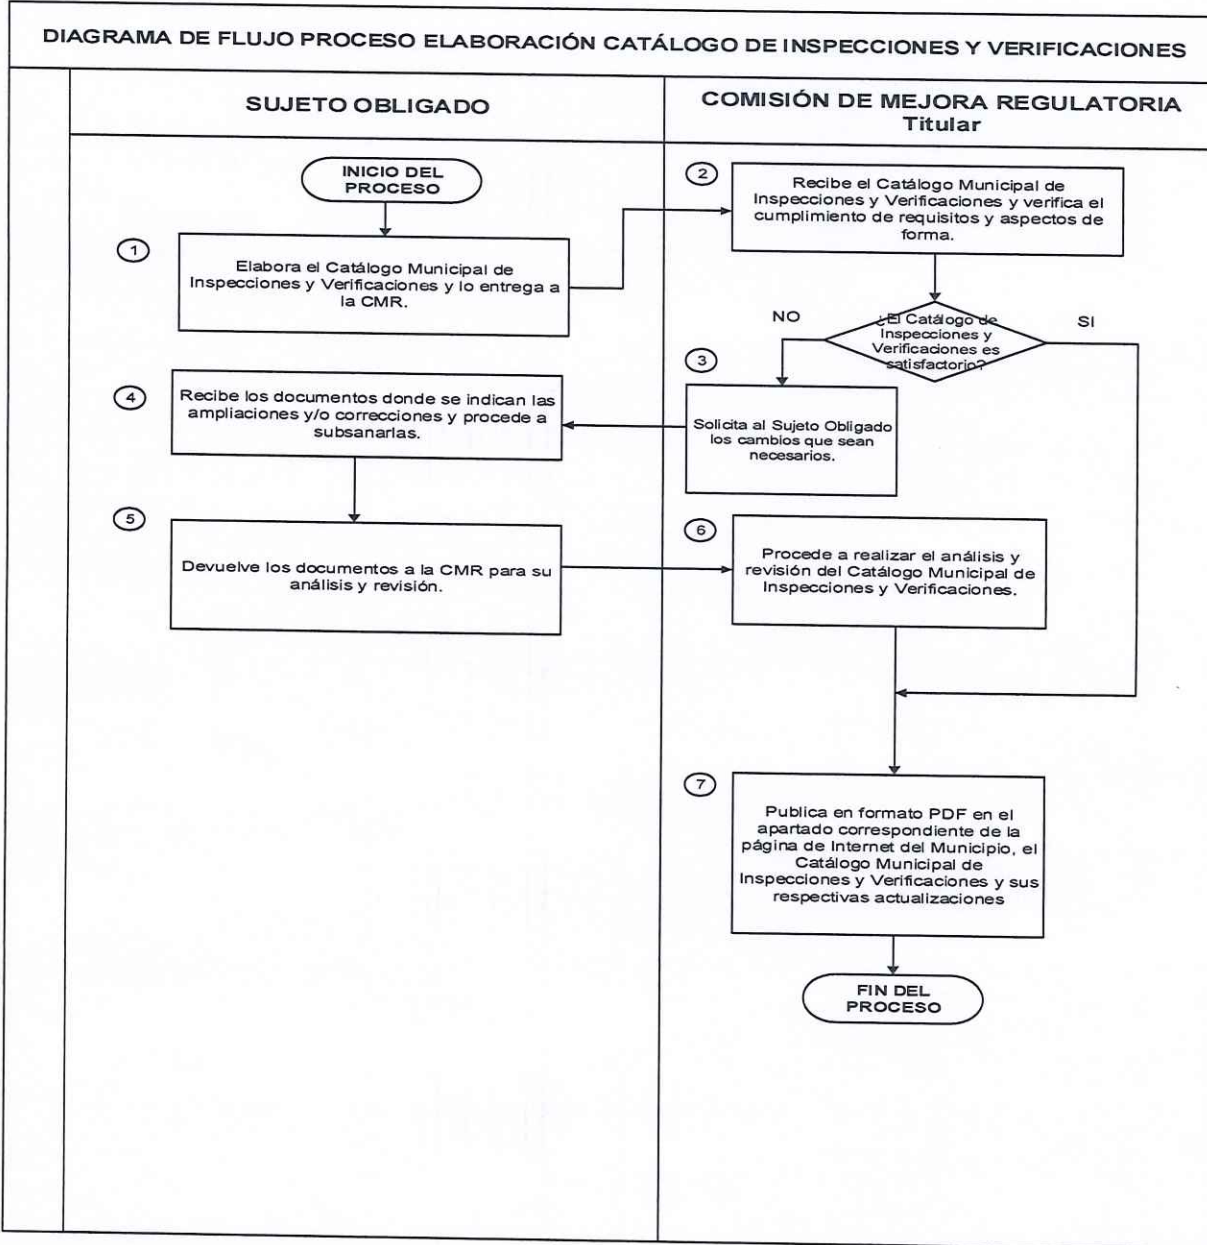 DIAGRAMA DE FLUJO PROCESO ELABORACIÓN CATÁLOGO DE INSPECCIONES Y VERIFICACIONES
SUJETO OBLIGADO
COMISIÓN DE MEJORA REGULATORIA
Titular
INICIO DEL
PROCESO
1
Elabora el Catálogo Municipal de
Inspecciones y Verificaciones y lo entrega a
la CMR.
2
Recibe el Catálogo Municipal de
Inspecciones y Verificaciones y verifica el
cumplimiento de requisitos y aspectos de
forma.
¿El Catálogo de
Inspecciones y
Verificaciones es
satisfactorio?
NO
SI
3
Solicita al Sujeto Obligado
los cambios que sean
necesarios.
4
Recibe los documentos donde se indican las
ampliaciones y/o correcciones y procede a
subsanarlas.
5
Devuelve los documentos a la CMR para su
análisis y revisión.
6
Procede a realizar el análisis y
revisión del Catálogo Municipal de
Inspecciones y Verificaciones.
7
Publica en formato PDF en el
apartado correspondiente de la
página de Internet del Municipio, el
Catálogo Municipal de
Inspecciones y Verificaciones y sus
respectivas actualizaciones
FIN DEL
PROCESO